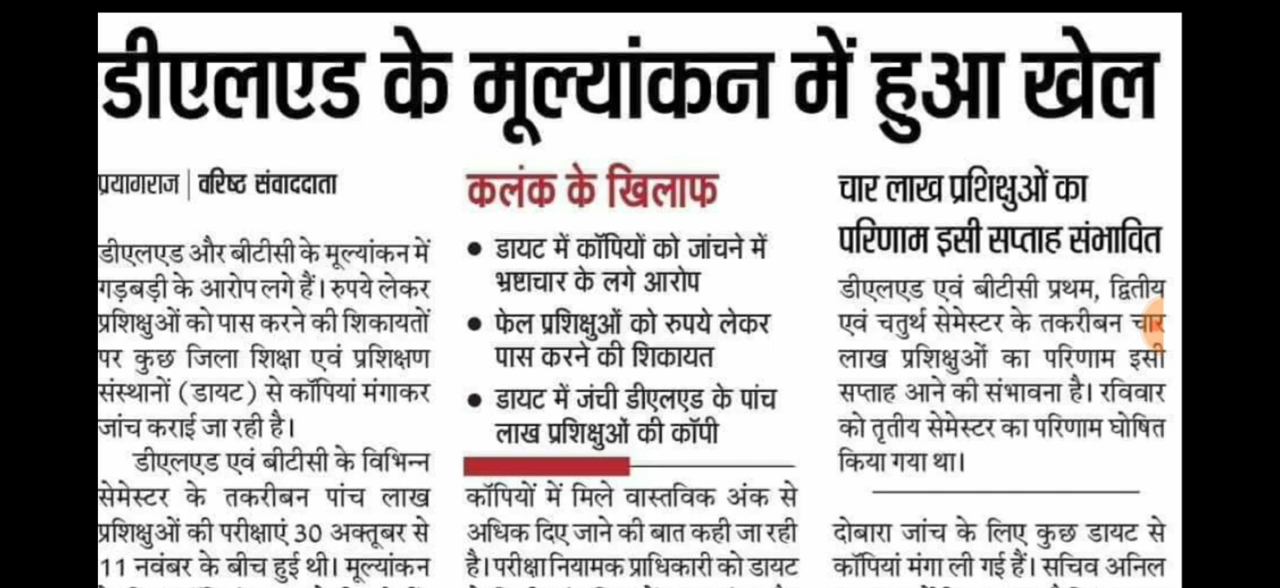 डीएलएड के मूल्यांकन में हुआ खेल
प्रयागराज | वरिष्ठ संवाददाता
डीएलएड और बीटीसी के मूल्यांकन में
गड़बड़ी के आरोप लगे हैं। रुपये लेकर
प्रशिक्षुओं को पास करने की शिकायतों
पर कुछ जिला शिक्षा एवं प्रशिक्षण
संस्थानों (डायट) से कॉपियां मंगाकर
जांच कराई जा रही है।
डीएलएड एवं बीटीसी के विभिन्न
सेमेस्टर के तकरीबन पांच लाख
प्रशिक्षुओं की परीक्षाएं 30 अक्तूबर से
11 नवंबर के बीच हुई थी। मूल्यांकन
कलंक के खिलाफ
● डायट में कॉपियों को जांचने में
भ्रष्टाचार के लगे आरोप
● फेल प्रशिक्षुओं को रुपये लेकर
पास करने की शिकायत
● डायट में जंची डीएलएड के पांच
लाख प्रशिक्षुओं की कॉपी
कॉपियों में मिले वास्तविक अंक से
अधिक दिए जाने की बात कही जा रही
है। परीक्षा नियामक प्राधिकारी को डायट
चार लाख प्रशिक्षुओं का
परिणाम इसी सप्ताह संभावित
डीएलएड एवं बीटीसी प्रथम, द्वितीय
एवं चतुर्थ सेमेस्टर के तकरीबन चार
लाख प्रशिक्षुओं का परिणाम इसी
सप्ताह आने की संभावना है। रविवार
को तृतीय सेमेस्टर का परिणाम घोषित
किया गया था।
दोबारा जांच के लिए कुछ डायट से
कॉपियां मंगा ली गई हैं। सचिव अनिल